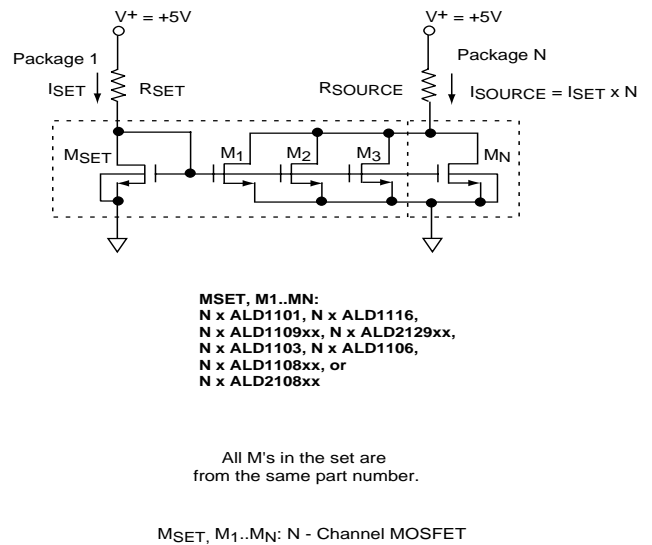 V+ = +5V
V+ = +5V
Package 1
Package N
ISET
RSET
RSOURCE
ISOURCE = ISET x N
MSET
M1
M2
M3
MN
MSET, M1..MN:
N x ALD1101, N x ALD1116,
N x ALD1109xx, N x ALD2129xx,
N x ALD1103, N x ALD1106,
N x ALD1108xx, or
N x ALD2108xx
All M's in the set are
from the same part number.
MSET, M1..MN: N - Channel MOSFET